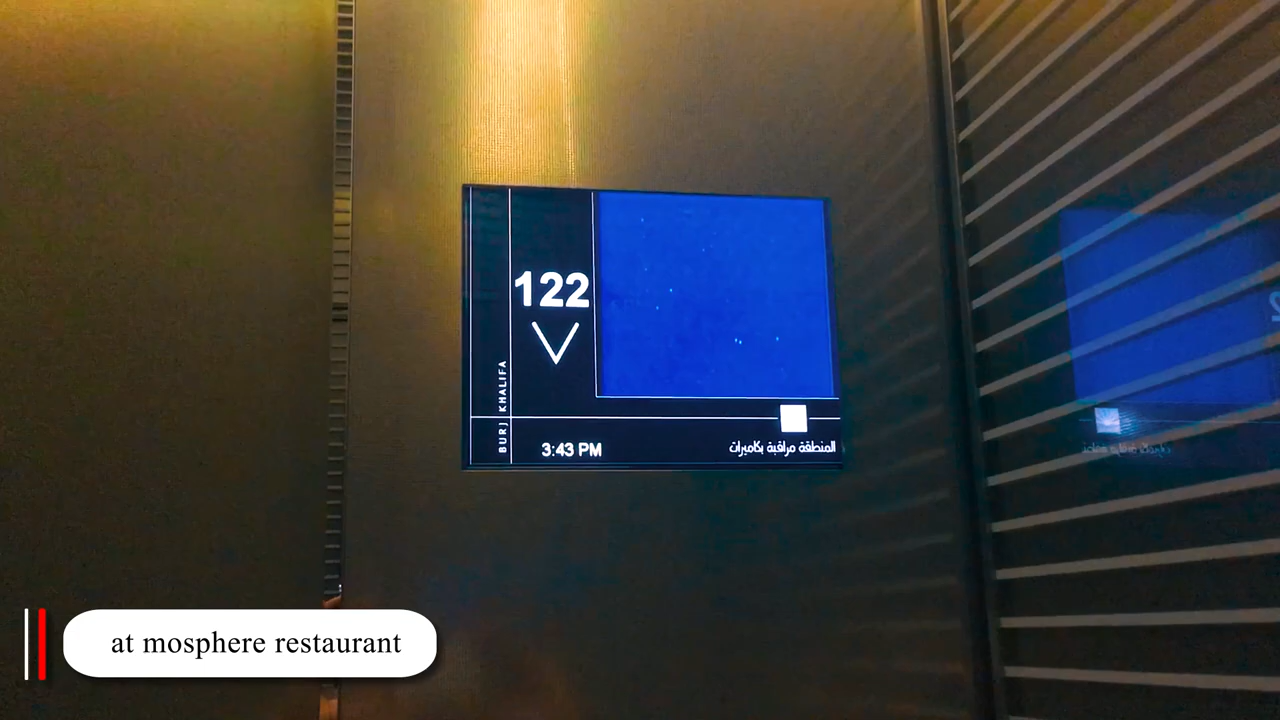 122
BURJ KHALIFA
3:43 PM
المنطقة مراقبة بكاميرات
at mosphere restaurant